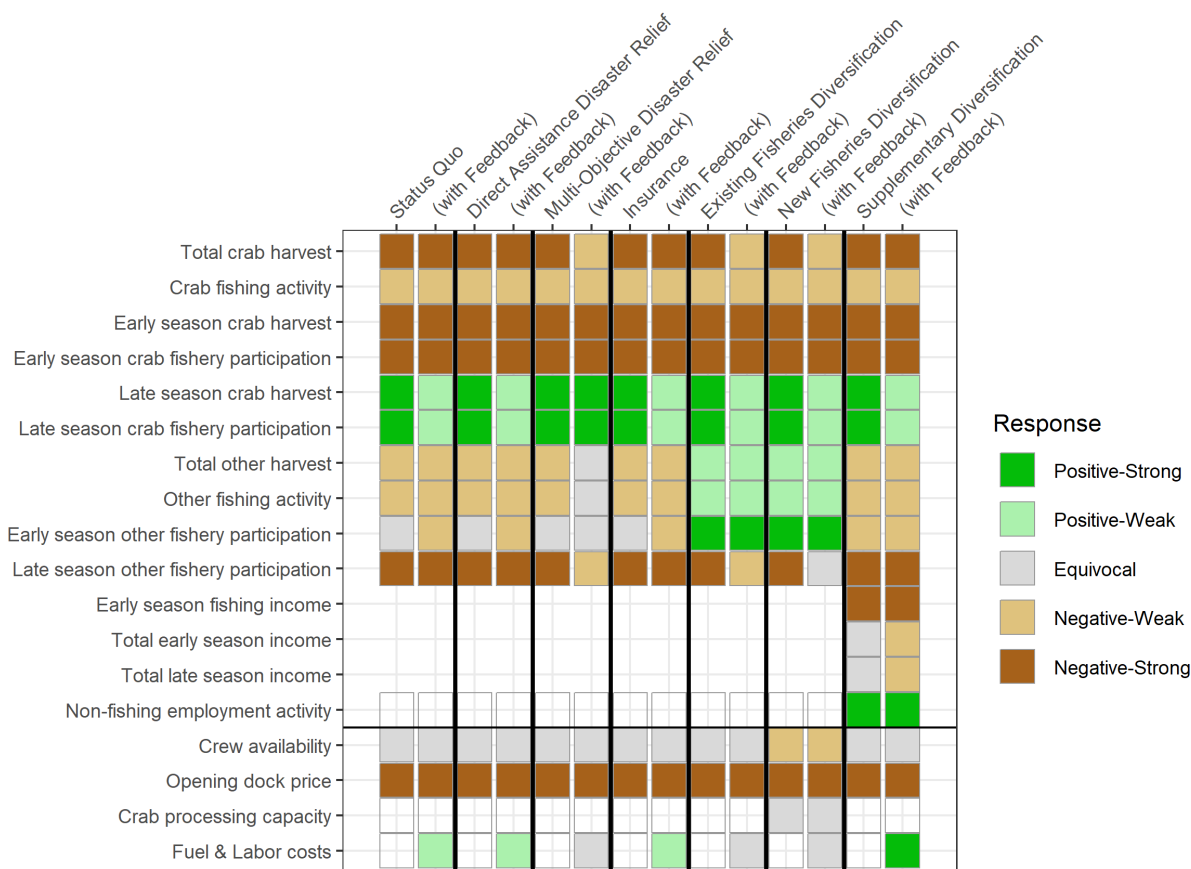 Status Quo
(with Feedback)
Direct Assistance Disaster Relief
(with Feedback)
Multi-Objective Disaster Relief
(with Feedback)
Insurance
(with Feedback)
Existing Fisheries Diversification
(with Feedback)
New Fisheries Diversification
(with Feedback)
Supplementary Diversification
(with Feedback)
Total crab harvest
Crab fishing activity
Early season crab harvest
Early season crab fishery participation
Late season crab harvest
Late season crab fishery participation
Total other harvest
Other fishing activity
Early season other fishery participation
Late season other fishery participation
Early season fishing income
Total early season income
Total late season income
Non-fishing employment activity
Crew availability
Opening dock price
Crab processing capacity
Fuel & Labor costs
Response
Positive-Strong
Positive-Weak
Equivocal
Negative-Weak
Negative-Strong